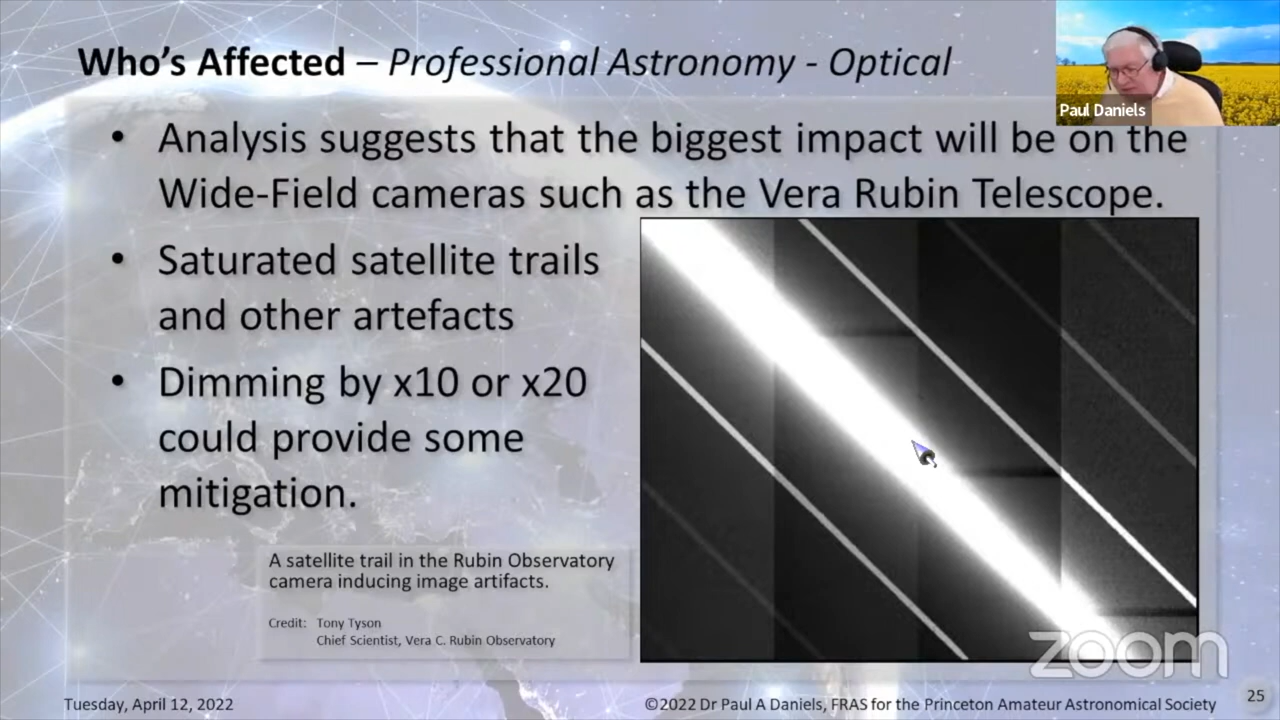 Who's Affected – Professional Astronomy - Optical
Paul Daniels
• Analysis suggests that the biggest impact will be on the
Wide-Field cameras such as the Vera Rubin Telescope.
• Saturated satellite trails
and other artefacts
• Dimming by x10 or x20
could provide some
mitigation.
A satellite trail in the Rubin Observatory
camera inducing image artifacts.
Credit: Tony Tyson
Chief Scientist, Vera C. Rubin Observatory
zoom
Tuesday, April 12, 2022
©2022 Dr Paul A Daniels, FRAS for the Princeton Amateur Astronomical Society
25